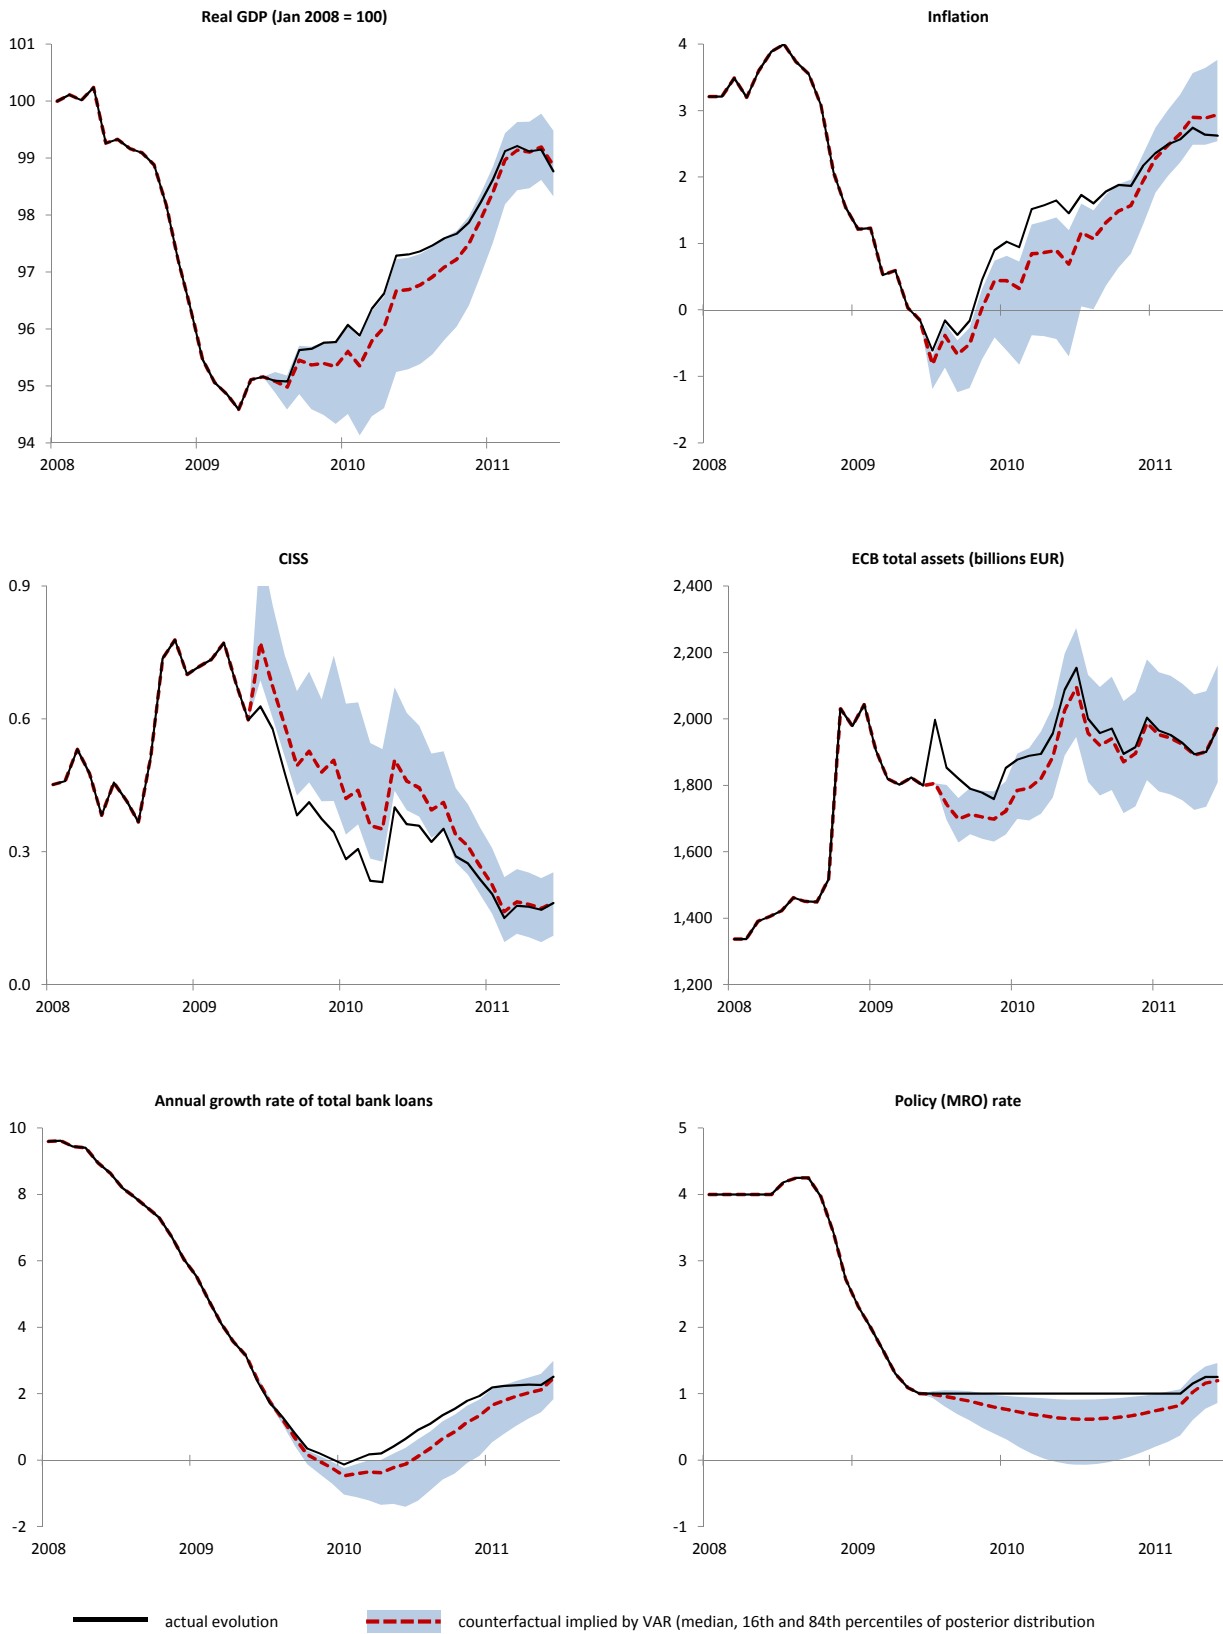 Real GDP (Jan 2008 = 100)
101
100
99
98
97
96
95
94
2008 2009 2010 2011
Inflation
4
3
2
1
0
-1
-2
2008 2009 2010 2011
CISS
0.9
0.6
0.3
0.0
2008 2009 2010 2011
ECB total assets (billions EUR)
2,400
2,200
2,000
1,800
1,600
1,400
1,200
2008 2009 2010 2011
Annual growth rate of total bank loans
10
8
6
4
2
0
-2
2008 2009 2010 2011
Policy (MRO) rate
5
4
3
2
1
0
-1
2008 2009 2010 2011
actual evolution
counterfactual implied by VAR (median, 16th and 84th percentiles of posterior distribution